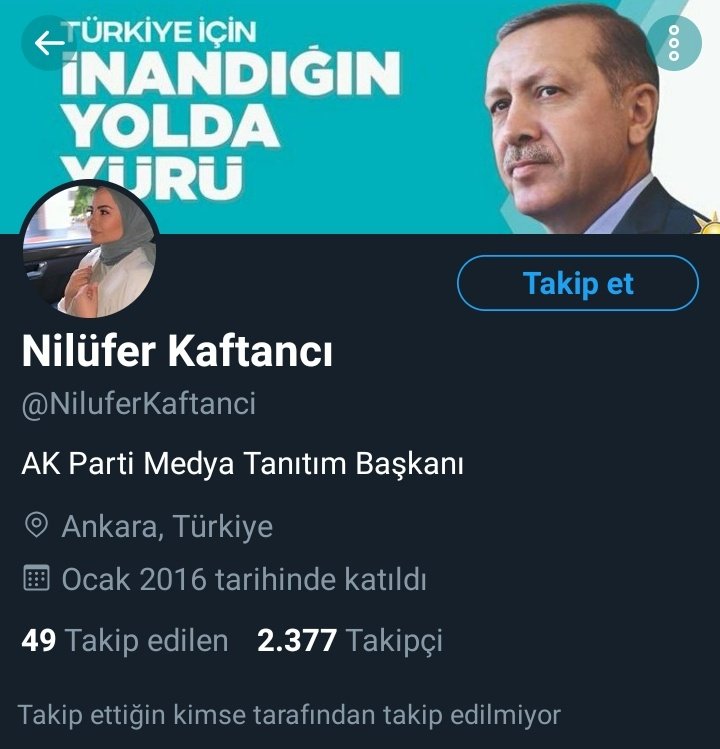 TÜRKİYE İÇİN
İNANDIĞIN
YOLDA
YÜRÜ
Takip et
Nilüfer Kaftancı
@NiluferKaftanci
AK Parti Medya Tanıtım Başkanı
Ankara, Türkiye
Ocak 2016 tarihinde katıldı
49 Takip edilen 2.377 Takipçi
Takip ettiğin kimse tarafından takip edilmiyor